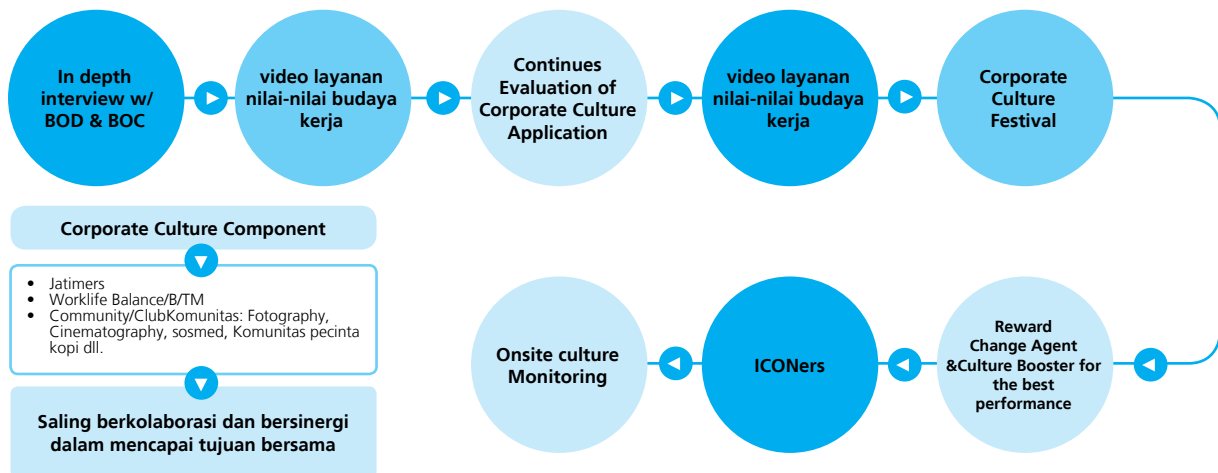 In depth
interview w/
BOD & BOC
video layanan
nilai-nilai budaya
kerja
Continues
Evaluation of
Corporate Culture
Application
video layanan
nilai-nilai budaya
kerja
Corporate
Culture
Festival
Reward
Change Agent
&Culture Booster for
the best
performance
ICONers
Onsite culture
Monitoring
Corporate Culture Component
• Jatimers
• Worklife Balance/B/TM
• Community/ClubKomunitas: Fotography,
Cinematography, sosmed, Komunitas pecinta
kopi dll.
Saling berkolaborasi dan bersinergi
dalam mencapai tujuan bersama